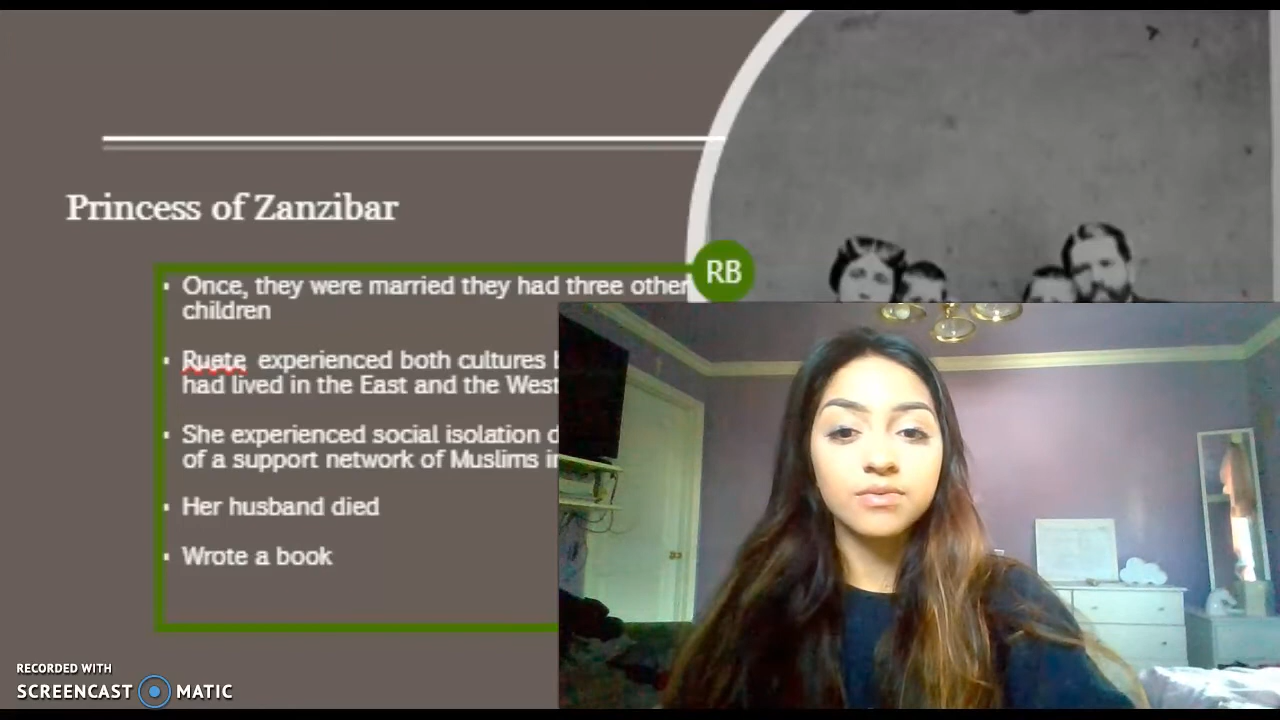 Princess of Zanzibar
RB
Once, they were married they had three other
children
Ruete experienced both cultures
had lived in the East and the West
She experienced social isolation
of a support network of Muslims
Her husband died
Wrote a book
RECORDED WITH
SCREENCAST MATIC